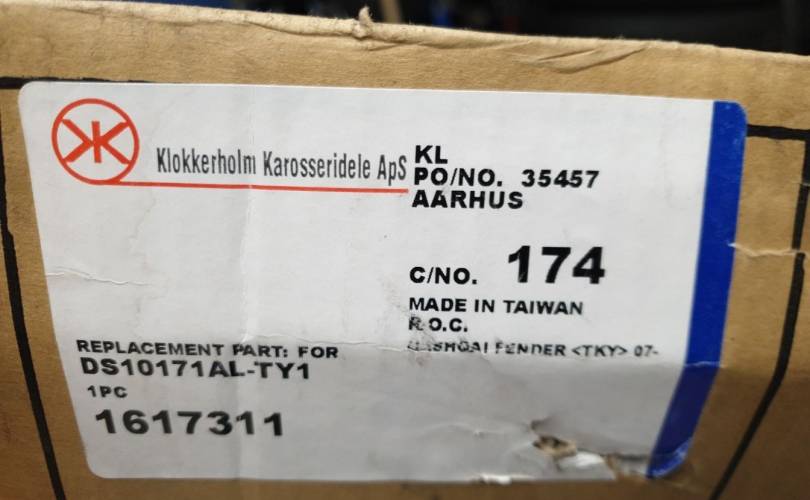 Klokkerholm Karosseridele ApS
KL
PO/NO. 35457
AARHUS
C/NO. 174
MADE IN TAIWAN
R.O.C.
QASHQAI FENDER <TKY> 07-
REPLACEMENT PART: FOR
DS10171AL-TY1
1PC
1617311